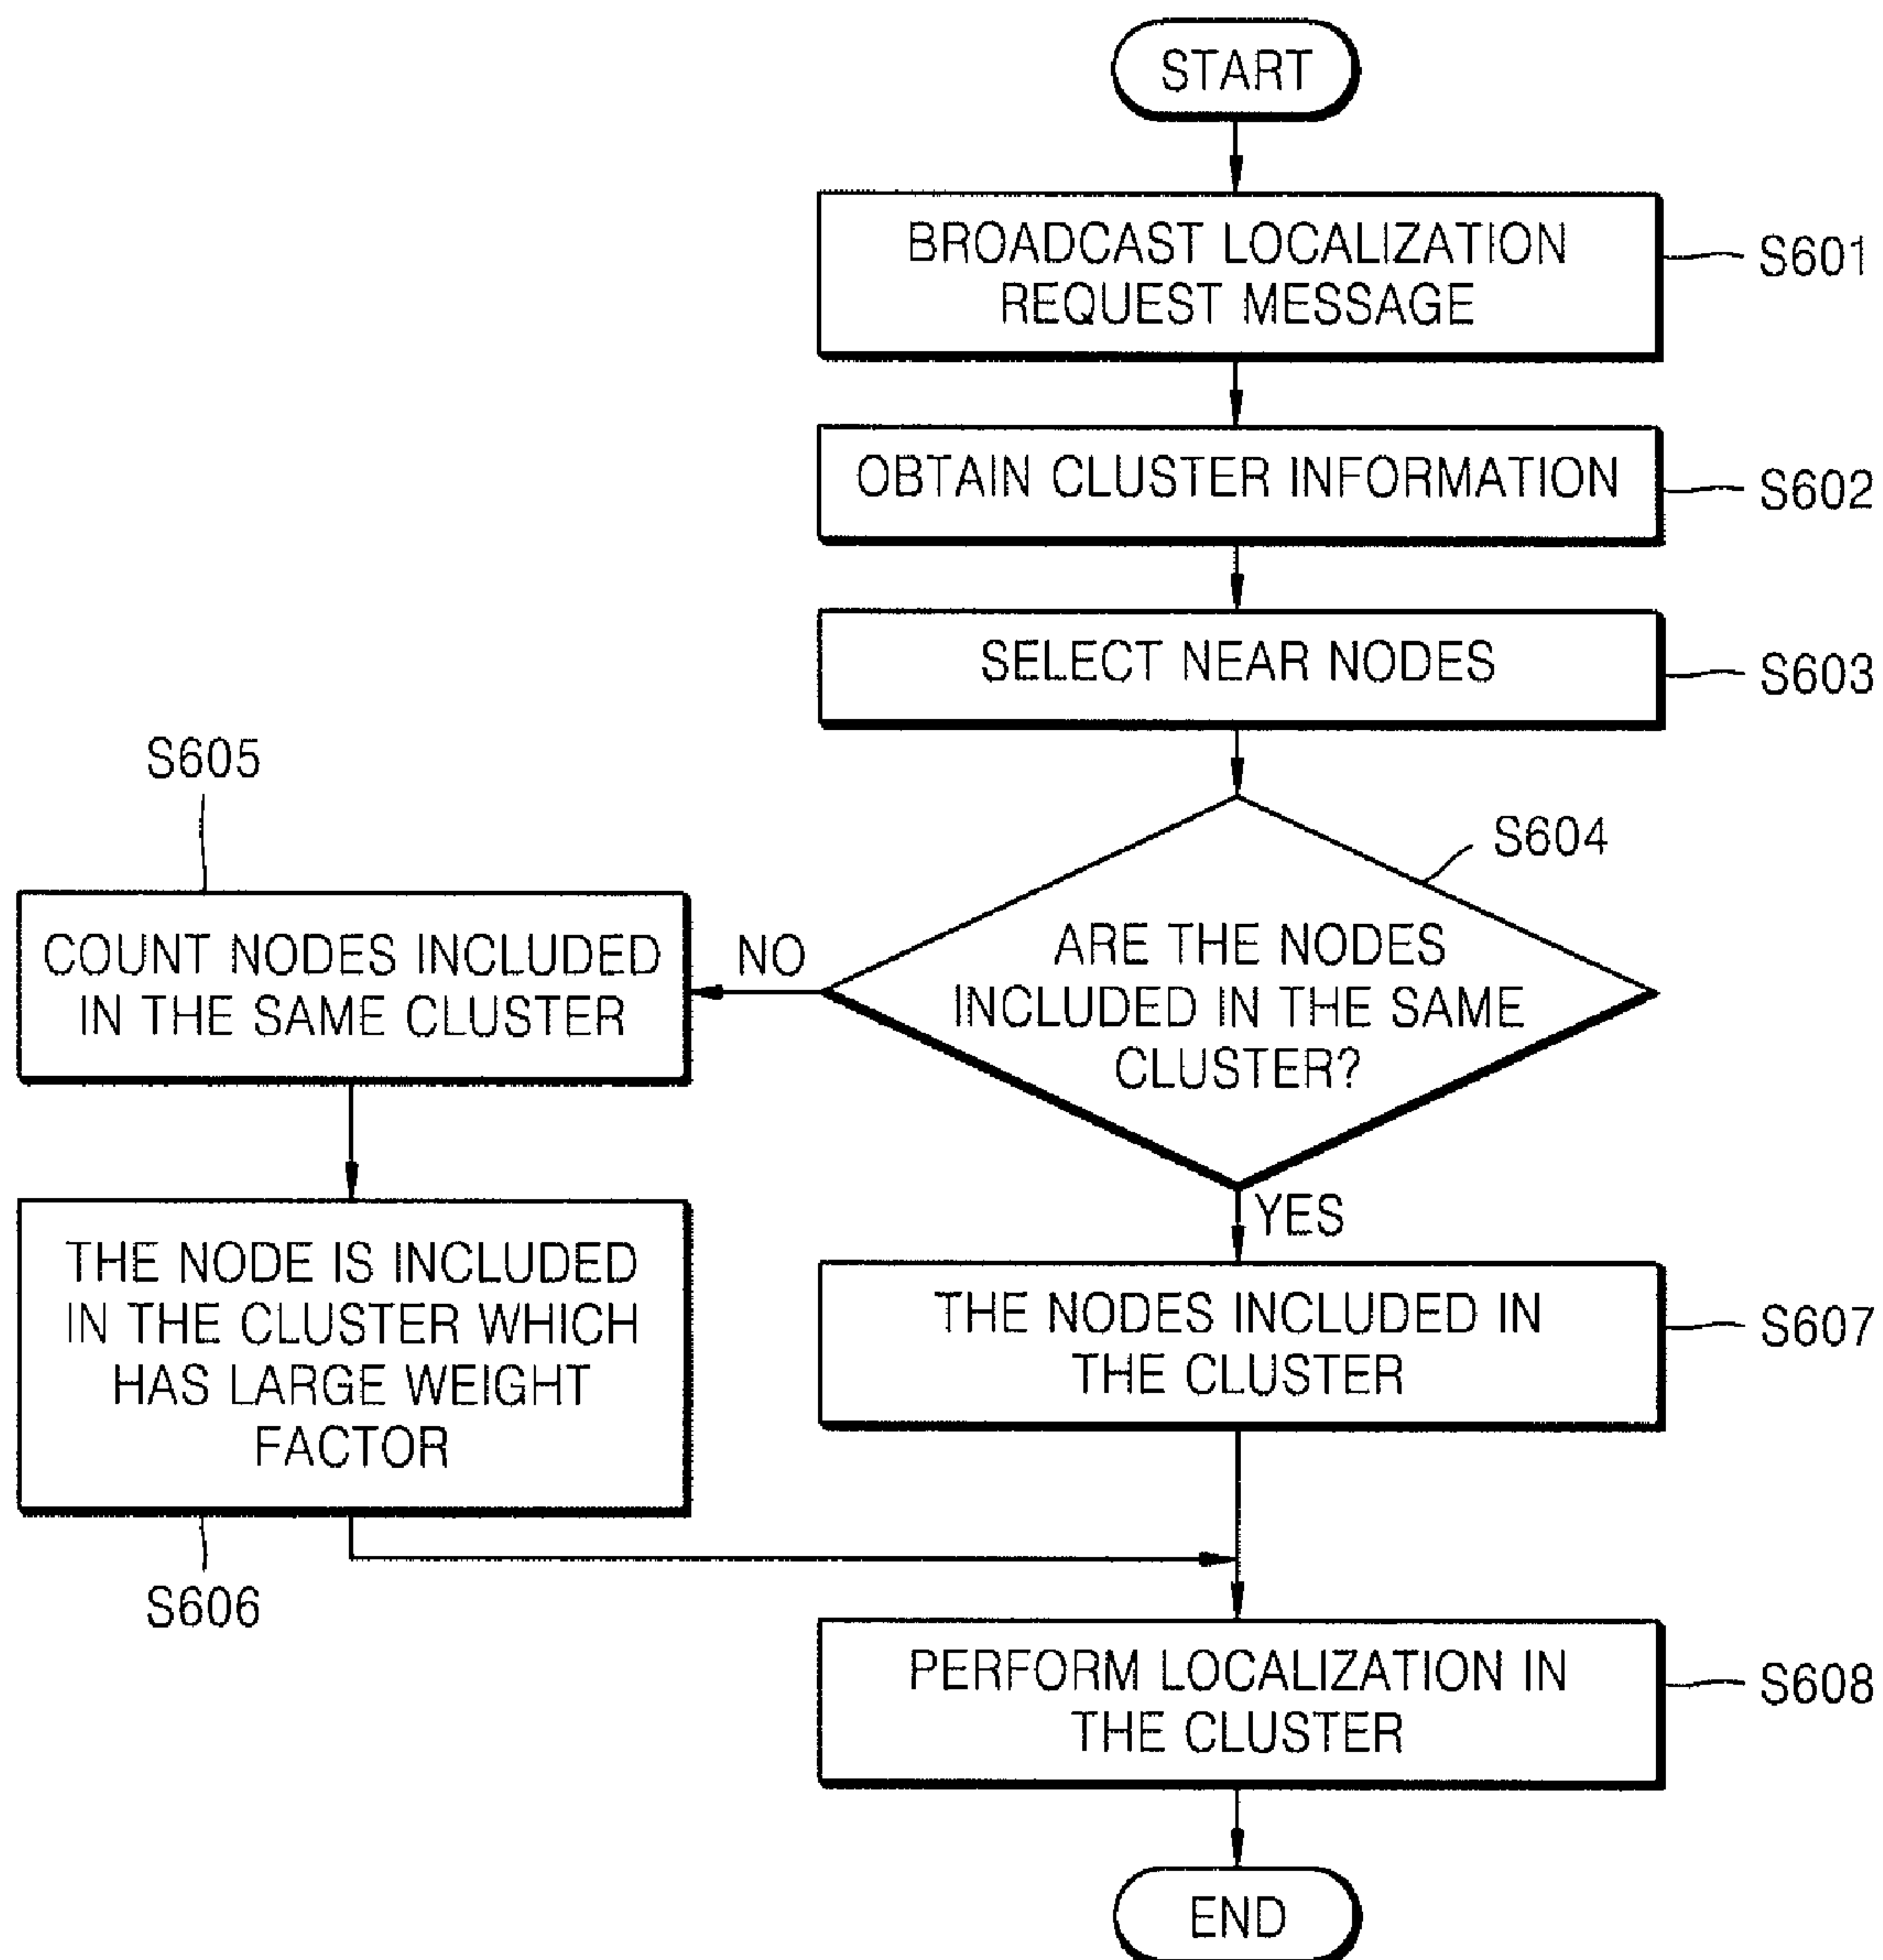 START
BROADCAST LOCALIZATION
REQUEST MESSAGE
S601
OBTAIN CLUSTER INFORMATION
S602
SELECT NEAR NODES
S603
S604
ARE THE NODES
INCLUDED IN THE SAME
CLUSTER?
NO
S605
COUNT NODES INCLUDED
IN THE SAME CLUSTER
THE NODE IS INCLUDED
IN THE CLUSTER WHICH
HAS LARGE WEIGHT
FACTOR
S606
YES
THE NODES INCLUDED IN
THE CLUSTER
S607
PERFORM LOCALIZATION IN
THE CLUSTER
S608
END